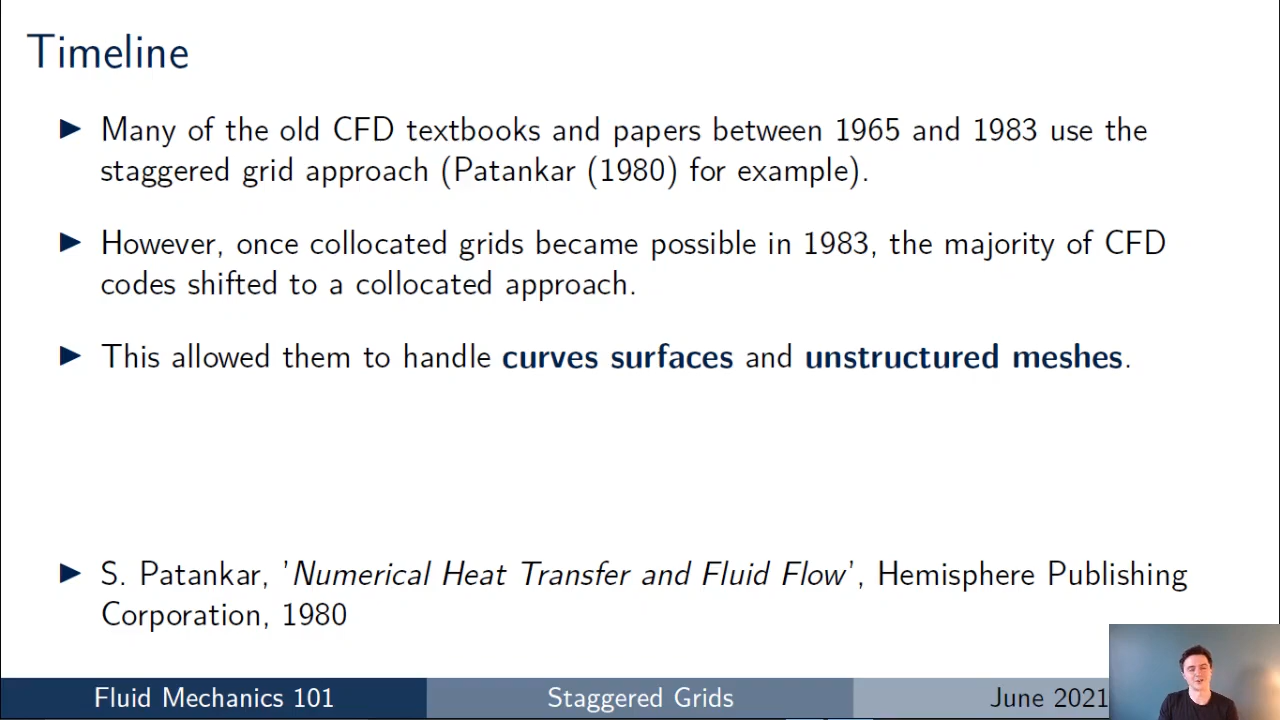 Timeline
▶ Many of the old CFD textbooks and papers between 1965 and 1983 use the
staggered grid approach (Patankar (1980) for example).
▶ However, once collocated grids became possible in 1983, the majority of CFD
codes shifted to a collocated approach.
▶ This allowed them to handle curves surfaces and unstructured meshes.
▶ S. Patankar, 'Numerical Heat Transfer and Fluid Flow', Hemisphere Publishing
Corporation, 1980
Fluid Mechanics 101
Staggered Grids
June 2021